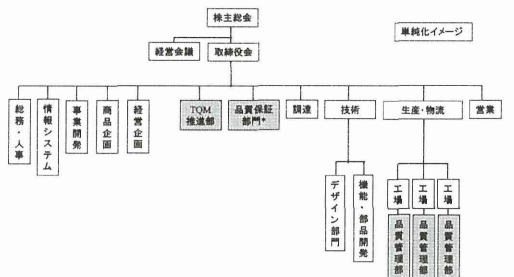 株主総会
単純化イメージ
経営会議
取締役会
総務・人事
情報システム
事業開発
商品企画
経営企画
TQM
推進部
品質保証
部門*
調達
技術
生産・物流
営業
デザイン部門
機能・部品開発
工場
工場
工場
品質管理部
品質管理部
品質管理部